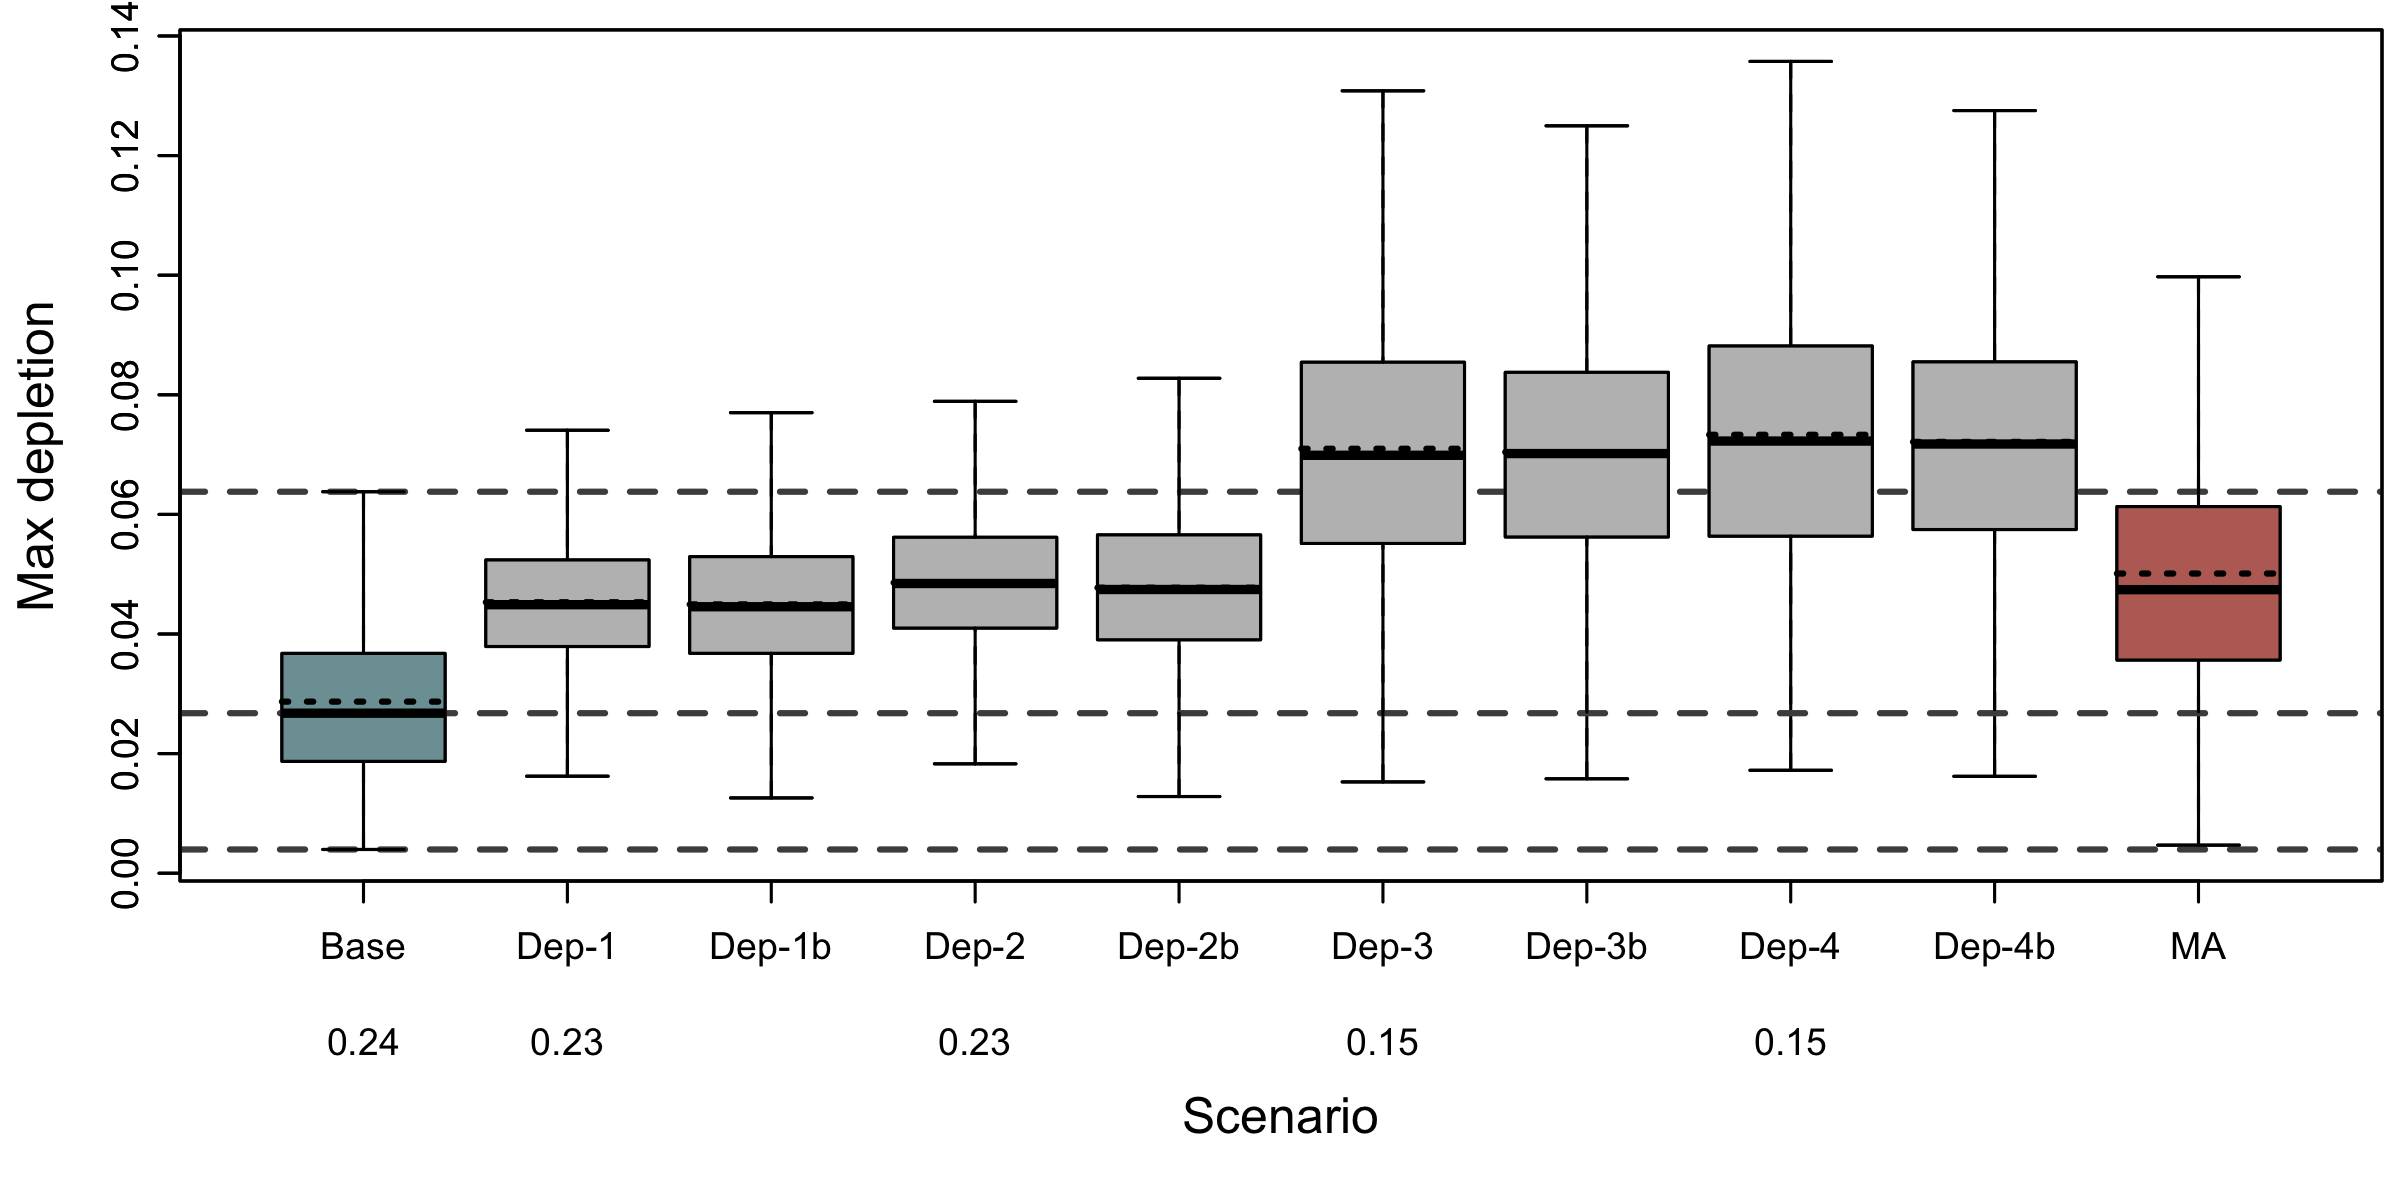 Max depletion
0.14
0.12
0.10
0.08
0.06
0.04
0.02
0.00
Base Dep-1 Dep-1b Dep-2 Dep-2b Dep-3 Dep-3b Dep-4 Dep-4b MA
0.24 0.23 0.23 0.15 0.15
Scenario